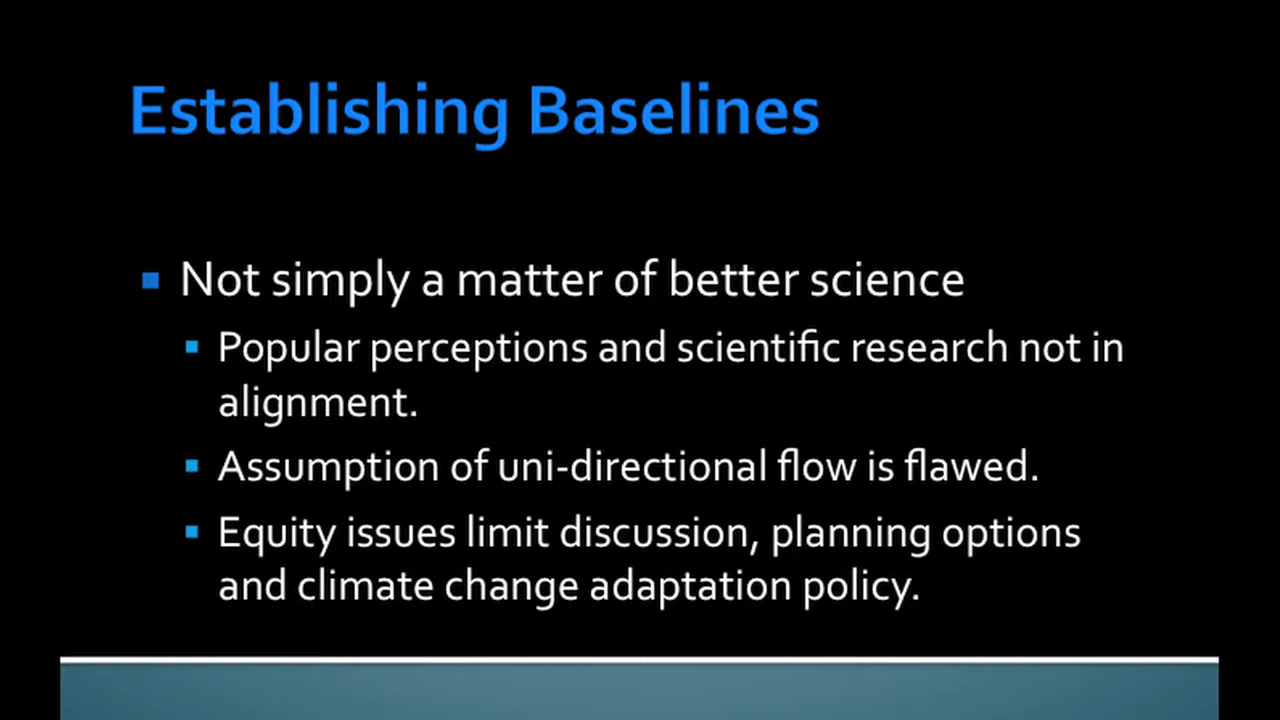 Establishing Baselines
Not simply a matter of better science
Popular perceptions and scientific research not in
alignment.
Assumption of uni-directional flow is flawed.
Equity issues limit discussion, planning options
and climate change adaptation policy.